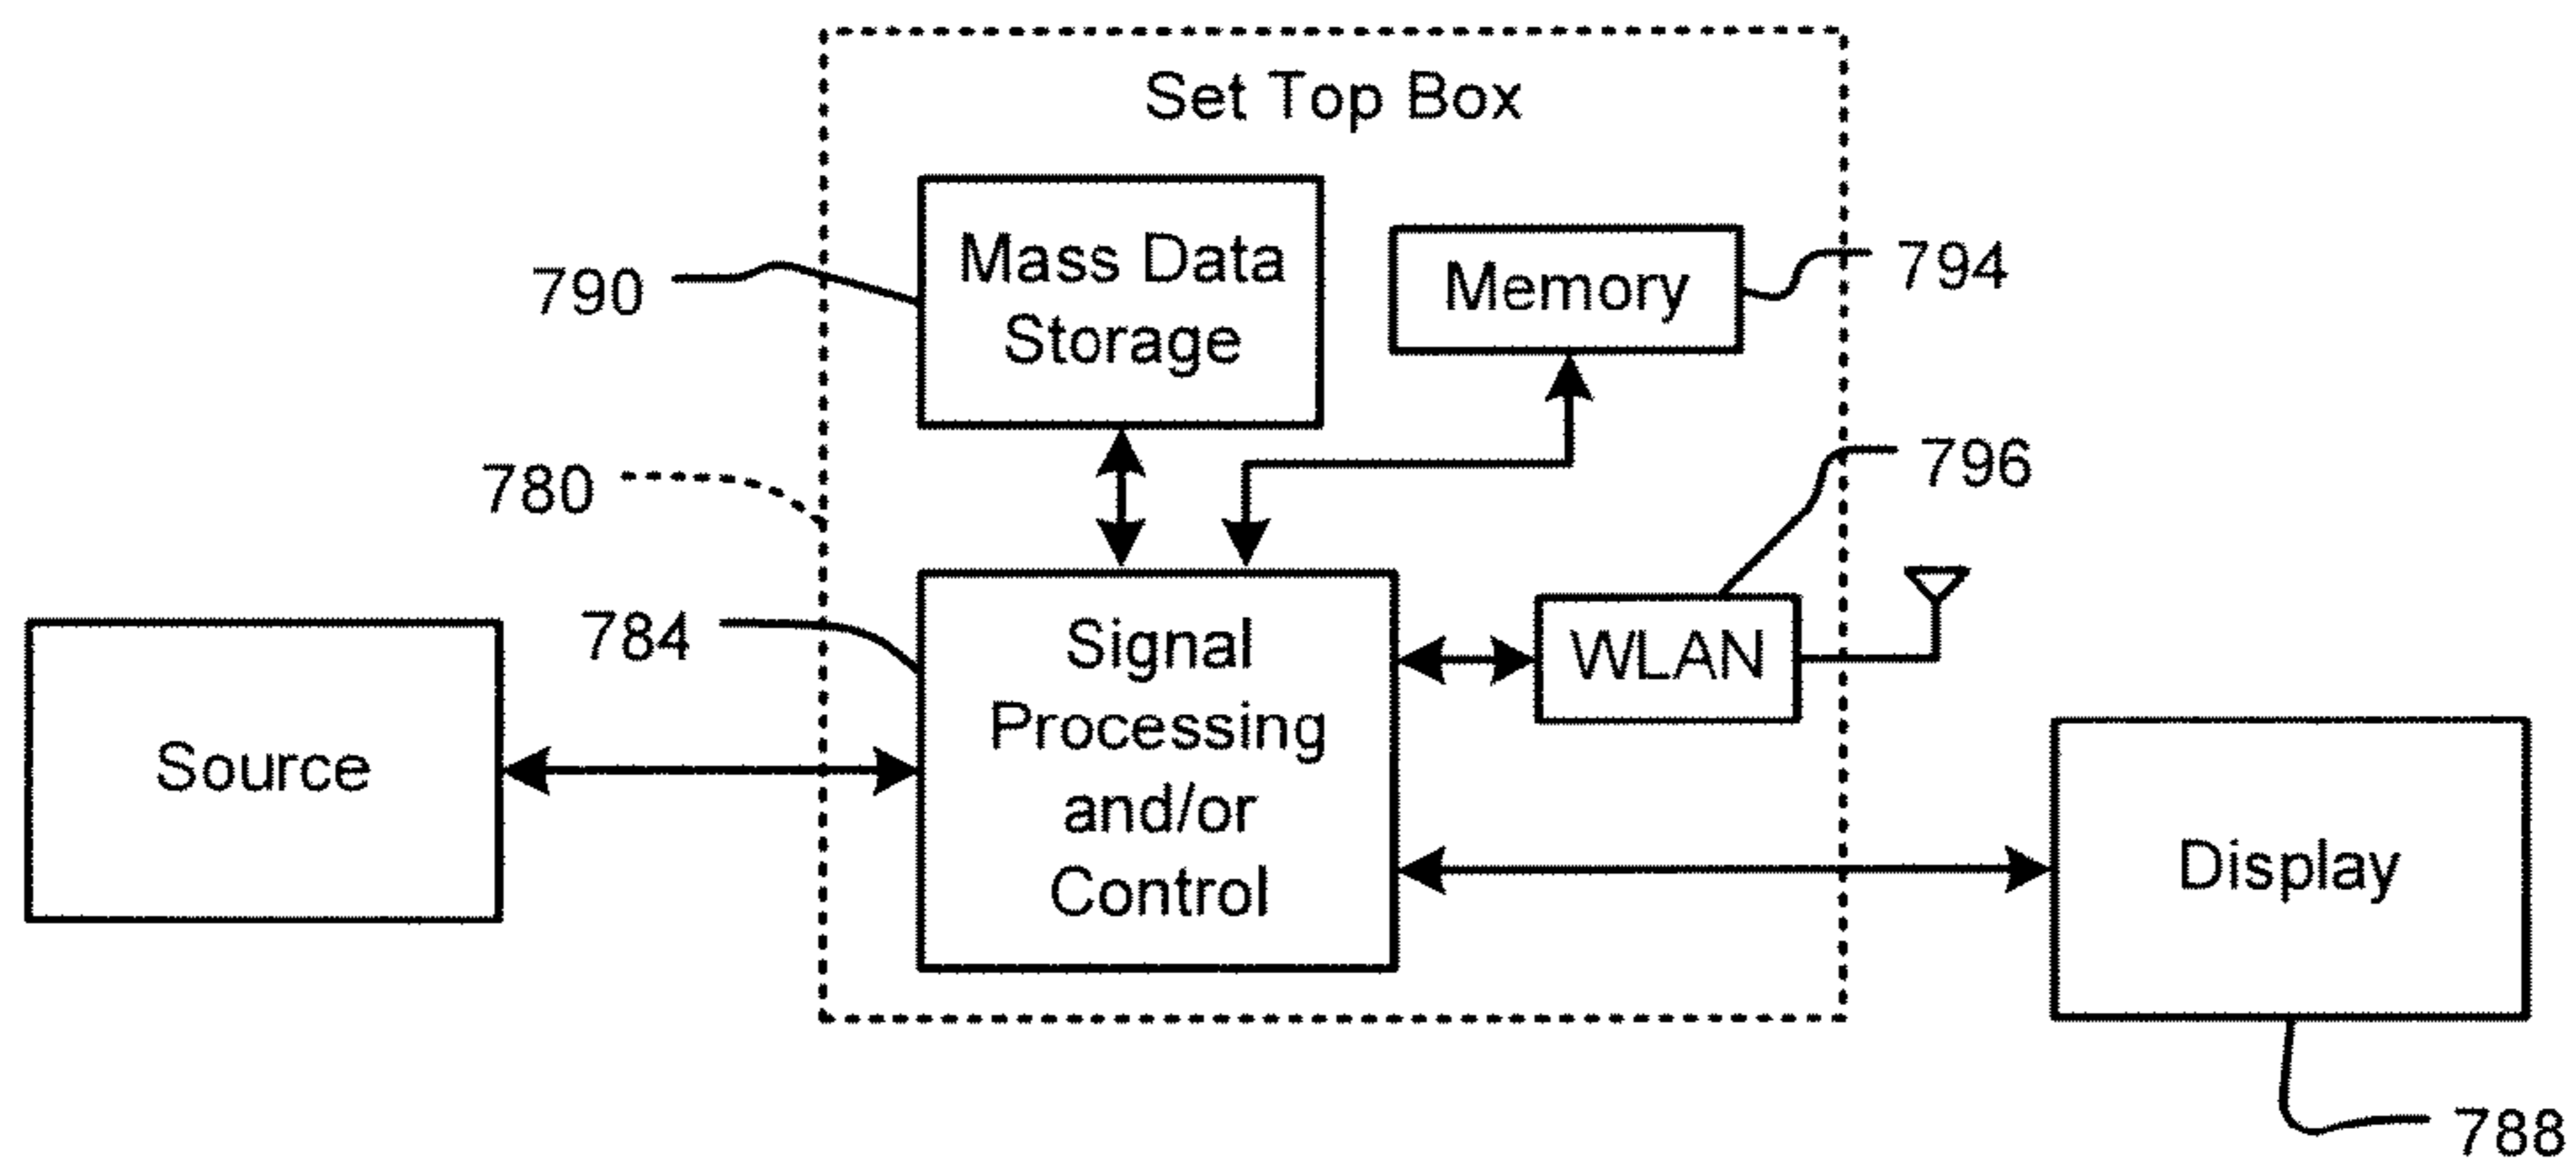 Set Top Box
790
Mass Data
Storage
Memory
794
780
796
784
Signal
Processing
and/or
Control
WLAN
Source
Display
788